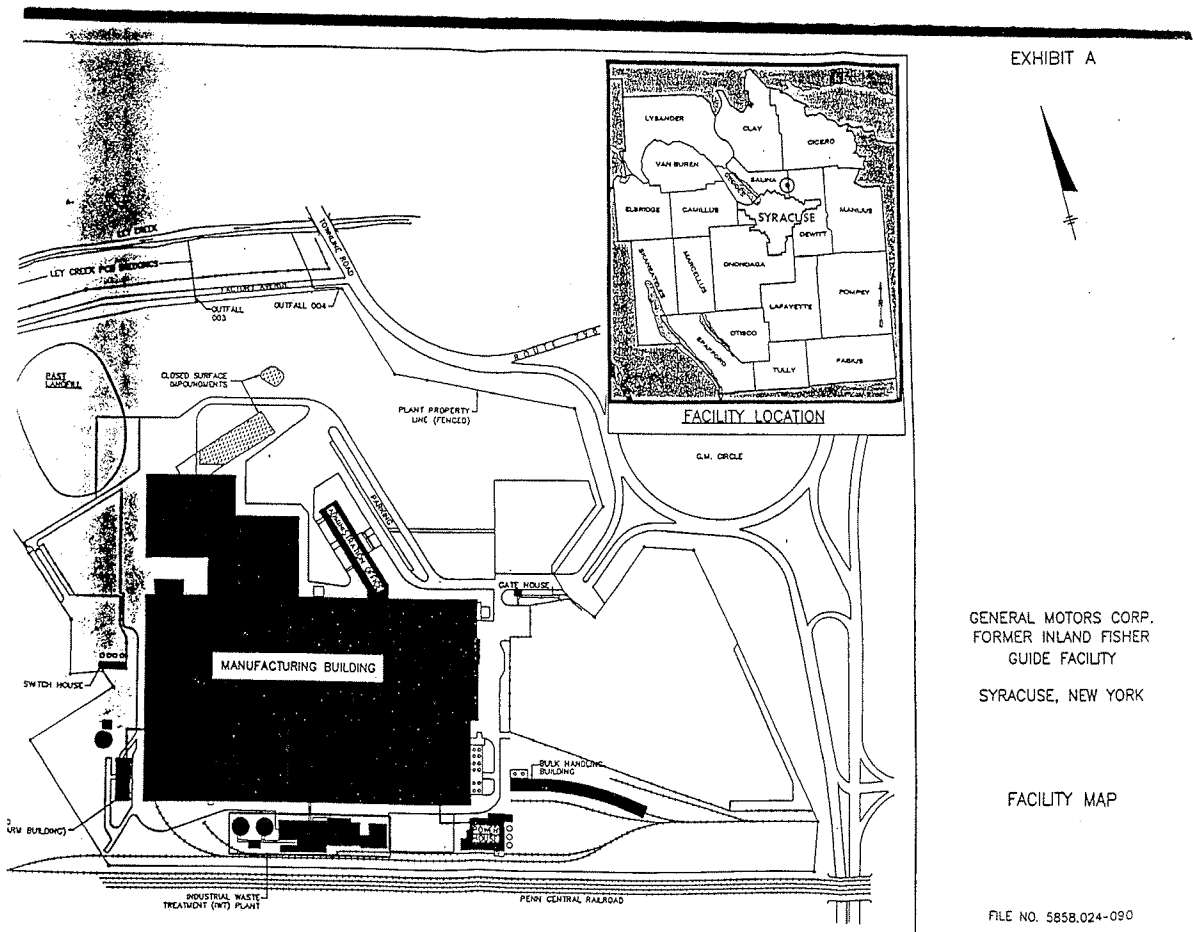 EXHIBIT A
LYSANDER
CLAY
CICERO
VAN BUREN
SALINA
ELBRIDGE
CAMILLUS
SYRACUSE
MANLIUS
DEWITT
SKANEATELES
MARCELLUS
ONONDAGA
LAFAYETTE
POMPEY
OTISCO
SPAFFORD
TULLY
FABIUS
FACILITY LOCATION
LEY CREEK
LEY CREEK PCB DREDGINGS
FACTORY AVENUE
TOWNLINE ROAD
OUTFALL
003
OUTFALL 004
PAST
LANDFILL
CLOSED SURFACE
IMPOUNDMENTS
PLANT PROPERTY
LINE (FENCED)
G.M. CIRCLE
PARKING
ADMINISTRATION OFFICE
GATE HOUSE
MANUFACTURING BUILDING
SWITCH HOUSE
BULK HANDLING
BUILDING
POWER
HOUSE
INDUSTRIAL WASTE
TREATMENT (IWT) PLANT
PENN CENTRAL RAILROAD
GENERAL MOTORS CORP.
FORMER INLAND FISHER
GUIDE FACILITY
SYRACUSE, NEW YORK
FACILITY MAP
FILE NO. 5858.024-090